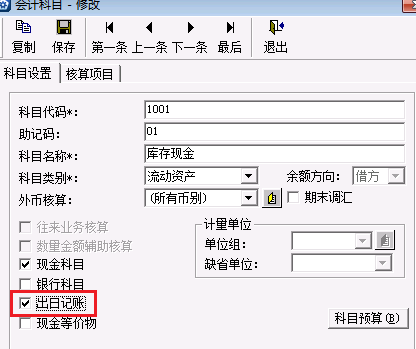 会计科目 - 修改
复制 保存 第一条 上一条 下一条 最后 退出
科目设置 核算项目
科目代码*: 1001
助记码: 01
科目名称*: 库存现金
科目类别*: 流动资产 余额方向: 借方
外币核算: (所有币别) 期末调汇
往来业务核算 计量单位
数量金额辅助核算 单位组:
现金科目 缺省单位:
银行科目
出日记账
现金等价物 科目预算(B)